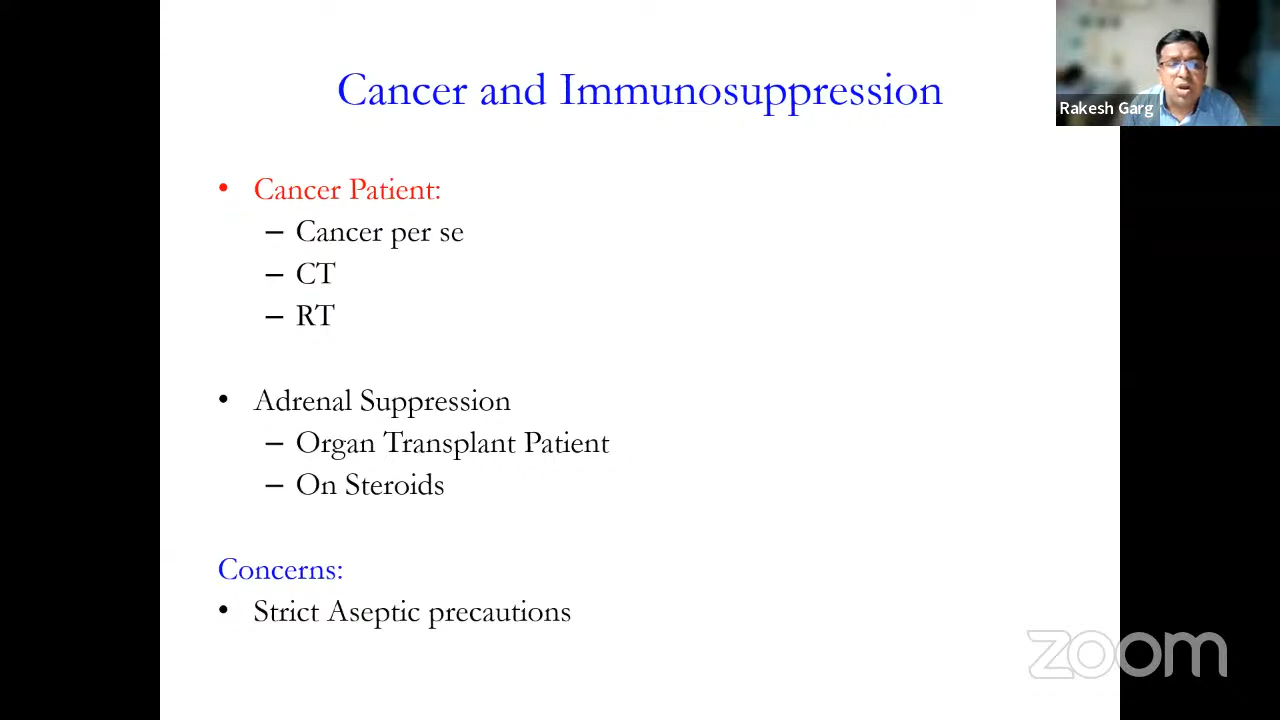 Cancer and Immunosuppression
Rakesh Garg
• Cancer Patient:
– Cancer per se
– CT
– RT
• Adrenal Suppression
– Organ Transplant Patient
– On Steroids
Concerns:
• Strict Aseptic precautions
zoom